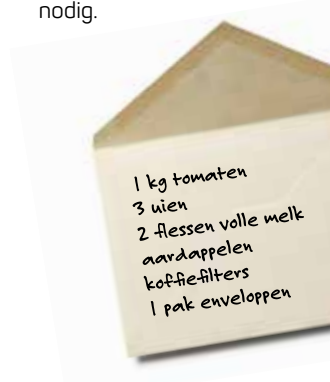 nodig.
1 kg tomaten
3 uien
2 flessen volle melk
aardappelen
koffiefilters
1 pak enveloppen